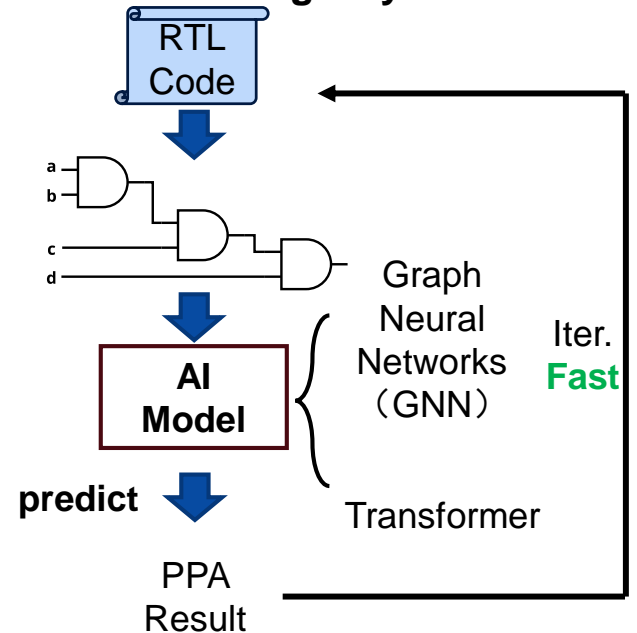 RTL
Code
a
b
c
d
Graph
Neural
Networks
（GNN）
Iter.
Fast
AI
Model
predict
Transformer
PPA
Result